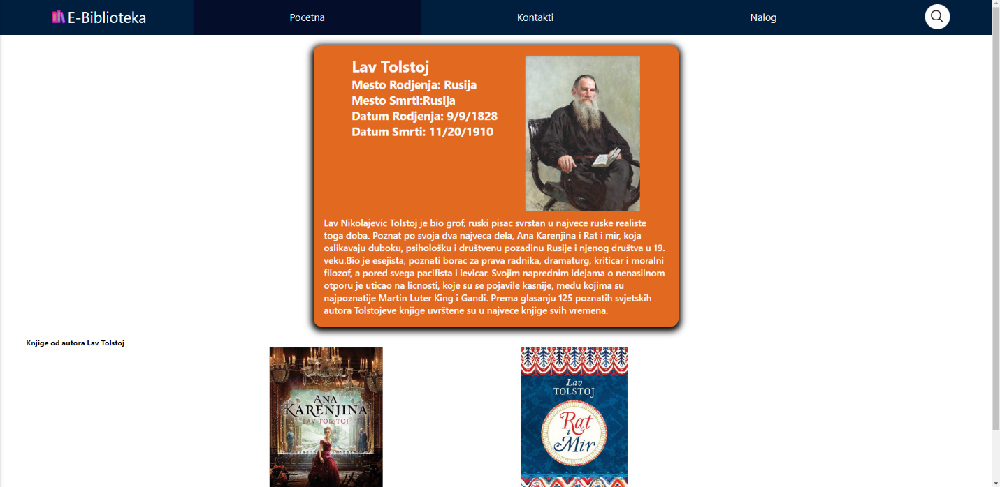 E-Biblioteka
Pocetna
Kontakti
Nalog
Lav Tolstoj
Mesto Rodjenja: Rusija
Mesto Smrti:Rusija
Datum Rodjenja: 9/9/1828
Datum Smrti: 11/20/1910
Lav Nikolajevic Tolstoj je bio grof, ruski pisac svrstan u najvece ruske realiste
toga doba. Poznat po svoja dva najveca dela, Ana Karenjina i Rat i mir, koja
oslikavaju duboku, psihološku i društvenu pozadinu Rusije i njenog društva u 19.
veku.Bio je esejista, poznati borac za prava radnika, dramaturg, kriticar i moralni
filozof, a pored svega pacifista i levicar. Svojim naprednim idejama o nenasilnom
otporu je uticao na licnosti, koje su se pojavile kasnije, medu kojima su
najpoznatije Martin Luter King i Gandi. Prema glasanju 125 poznatih svjetskih
autora Tolstojeve knjige uvrštene su u najvece knjige svih vremena.
Knjige od autora Lav Tolstoj
ANA
KARENJINA
LAV TOLSTOJ
Lav
TOLSTOJ
Rat
i
Mir